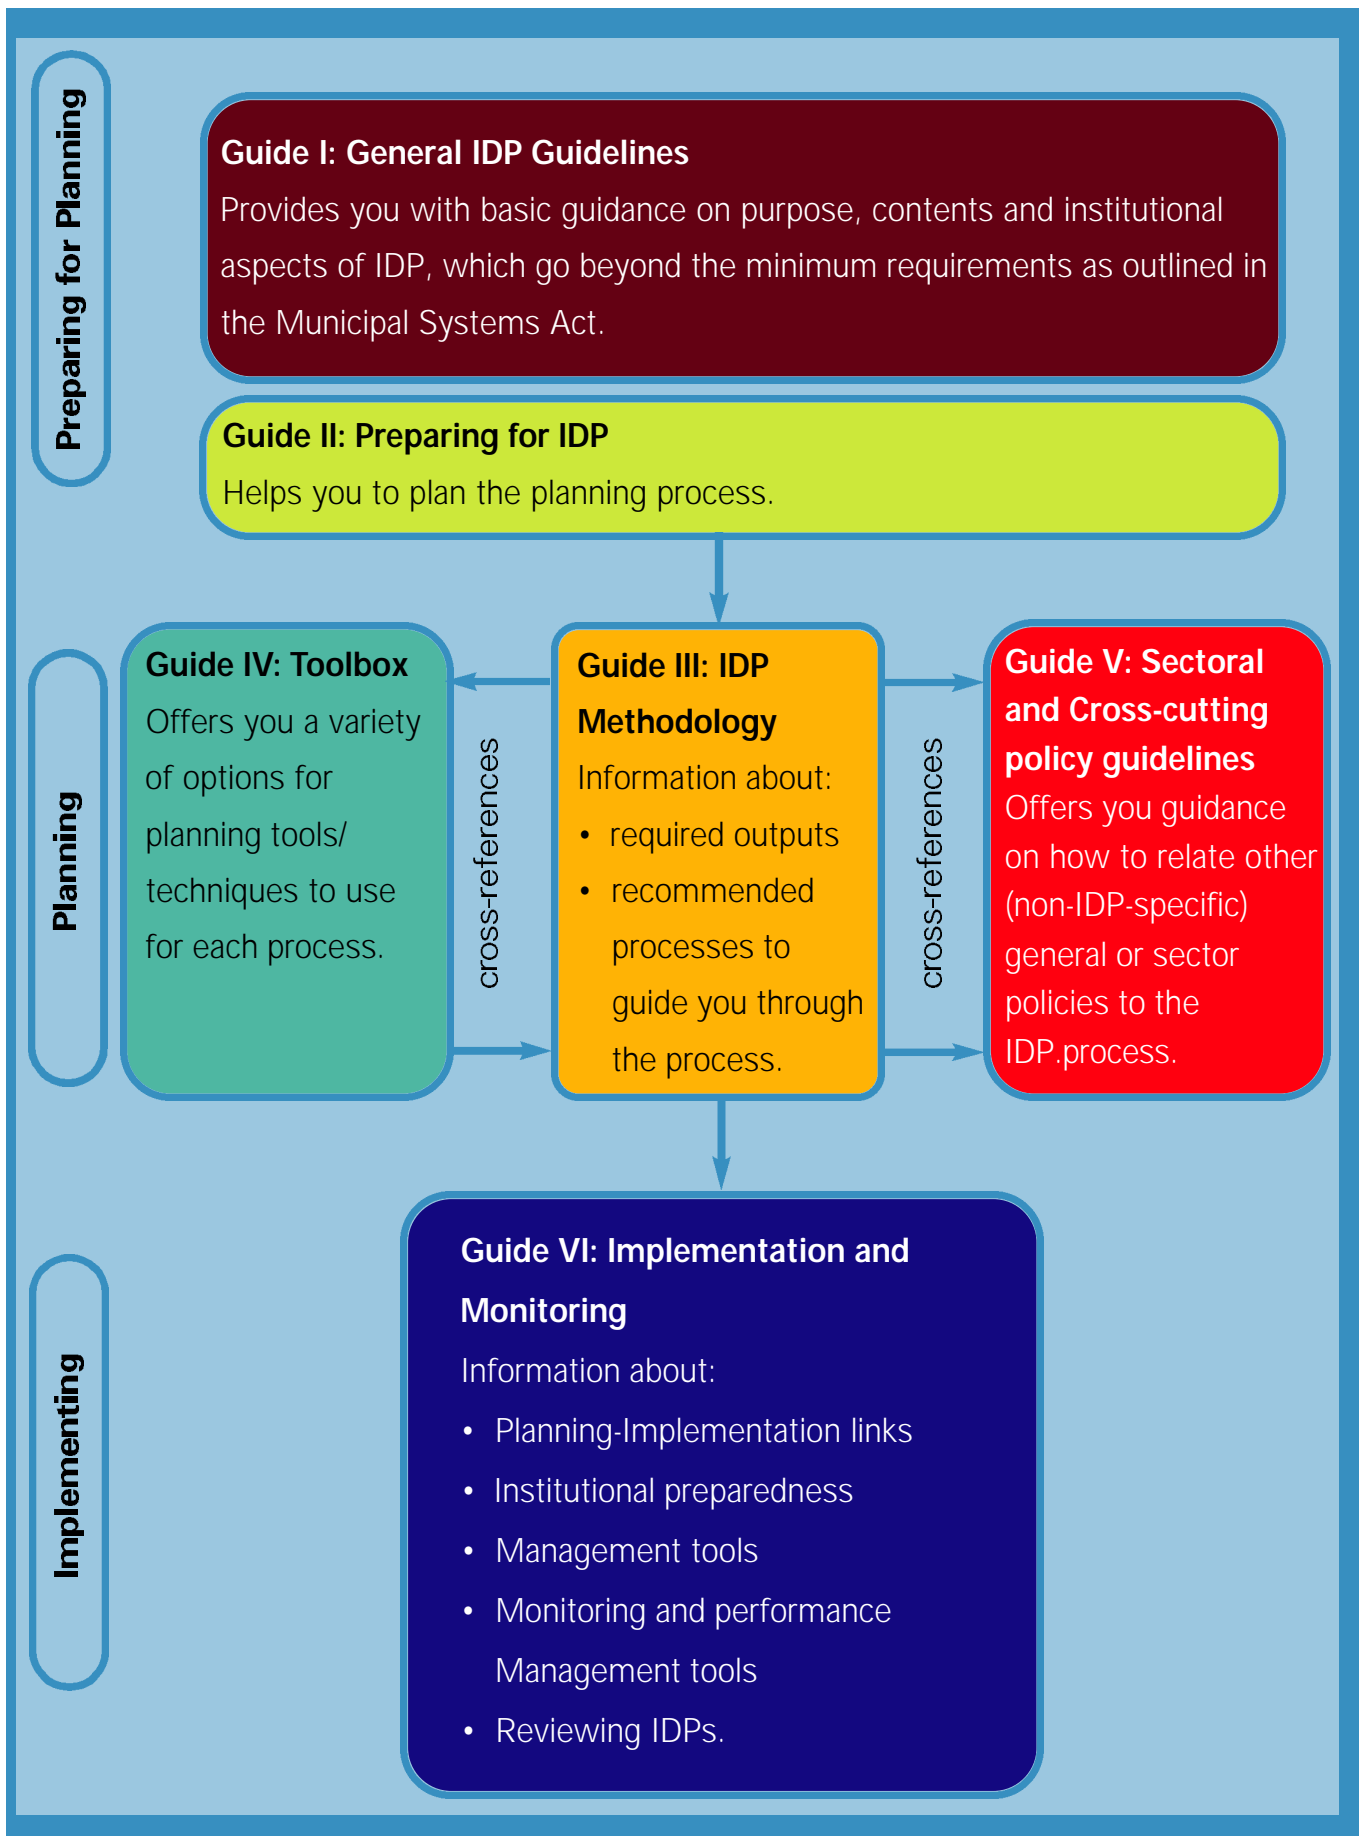 Preparing for Planning
Guide I: General IDP Guidelines
Provides you with basic guidance on purpose, contents and institutional
aspects of IDP, which go beyond the minimum requirements as outlined in
the Municipal Systems Act.
Guide II: Preparing for IDP
Helps you to plan the planning process.
Planning
Guide IV: Toolbox
Offers you a variety
of options for
planning tools/
techniques to use
for each process.
cross-references
Guide III: IDP
Methodology
Information about:
• required outputs
• recommended
processes to
guide you through
the process.
cross-references
Guide V: Sectoral
and Cross-cutting
policy guidelines
Offers you guidance
on how to relate other
(non-IDP-specific)
general or sector
policies to the
IDP.process.
Implementing
Guide VI: Implementation and
Monitoring
Information about:
• Planning-Implementation links
• Institutional preparedness
• Management tools
• Monitoring and performance
Management tools
• Reviewing IDPs.